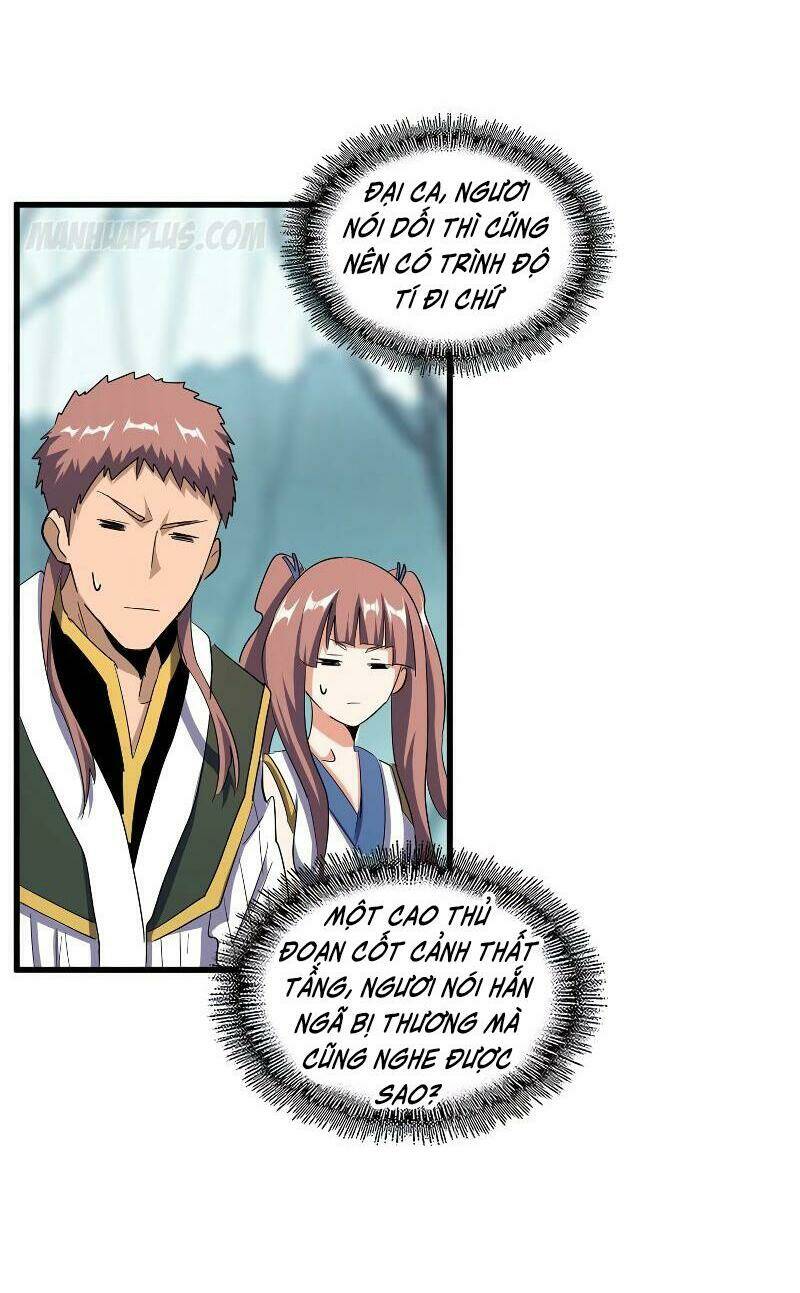 ĐẠI CA, NGƯƠI
NÓI DỐI THÌ CŨNG
NÊN CÓ TRÌNH ĐỘ
TÍ ĐI CHỨ
MANHUAPLUS.COM
MỘT CAO THỦ
ĐOẠN CỐT CẢNH THẤT
TẦNG, NGƯƠI NÓI HẮN
NGÃ BỊ THƯƠNG MÀ
CŨNG NGHE ĐƯỢC
SAO?